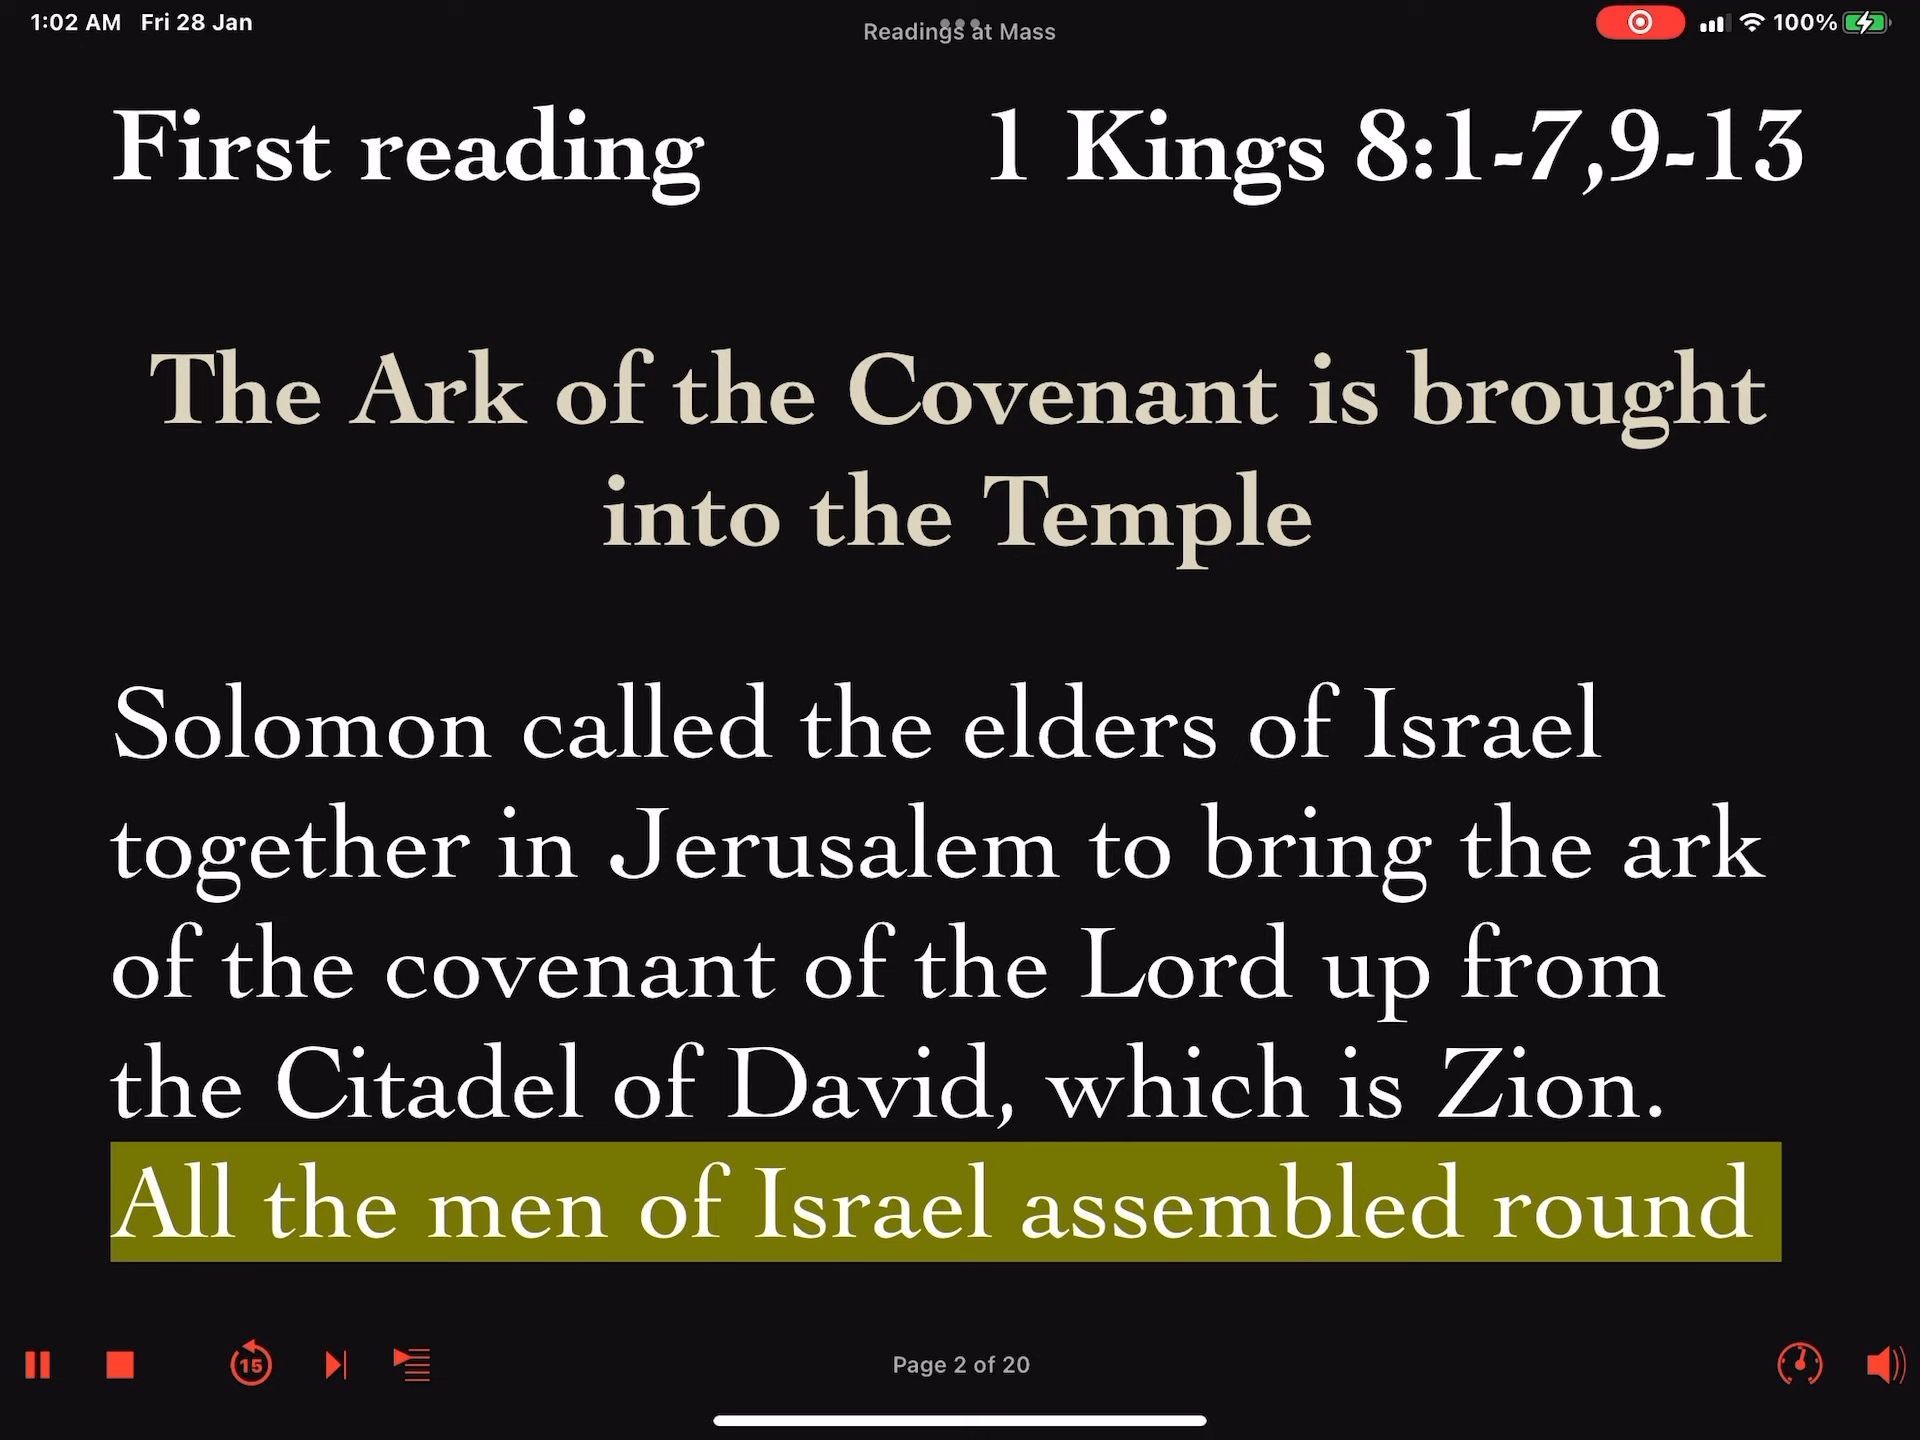 1:02 AM Fri 28 Jan
Readings at Mass
100%
First reading 1 Kings 8:1-7,9-13
The Ark of the Covenant is brought
into the Temple
Solomon called the elders of Israel
together in Jerusalem to bring the ark
of the covenant of the Lord up from
the Citadel of David, which is Zion.
All the men of Israel assembled round
15
Page 2 of 20